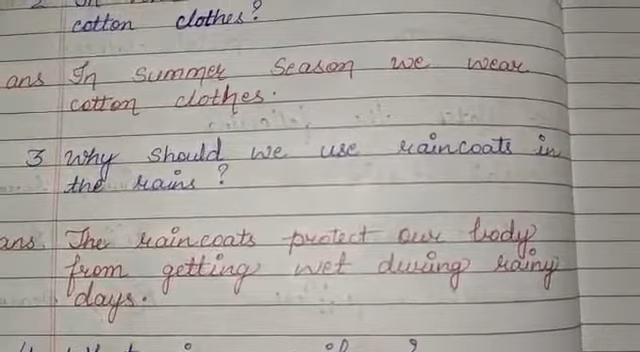 cotton clothes?
ans In summer season we wear
cotton clothes.
3 Why should we use raincoats in
the rains ?
ans. The raincoats protect our body
from getting wet during rainy
days.